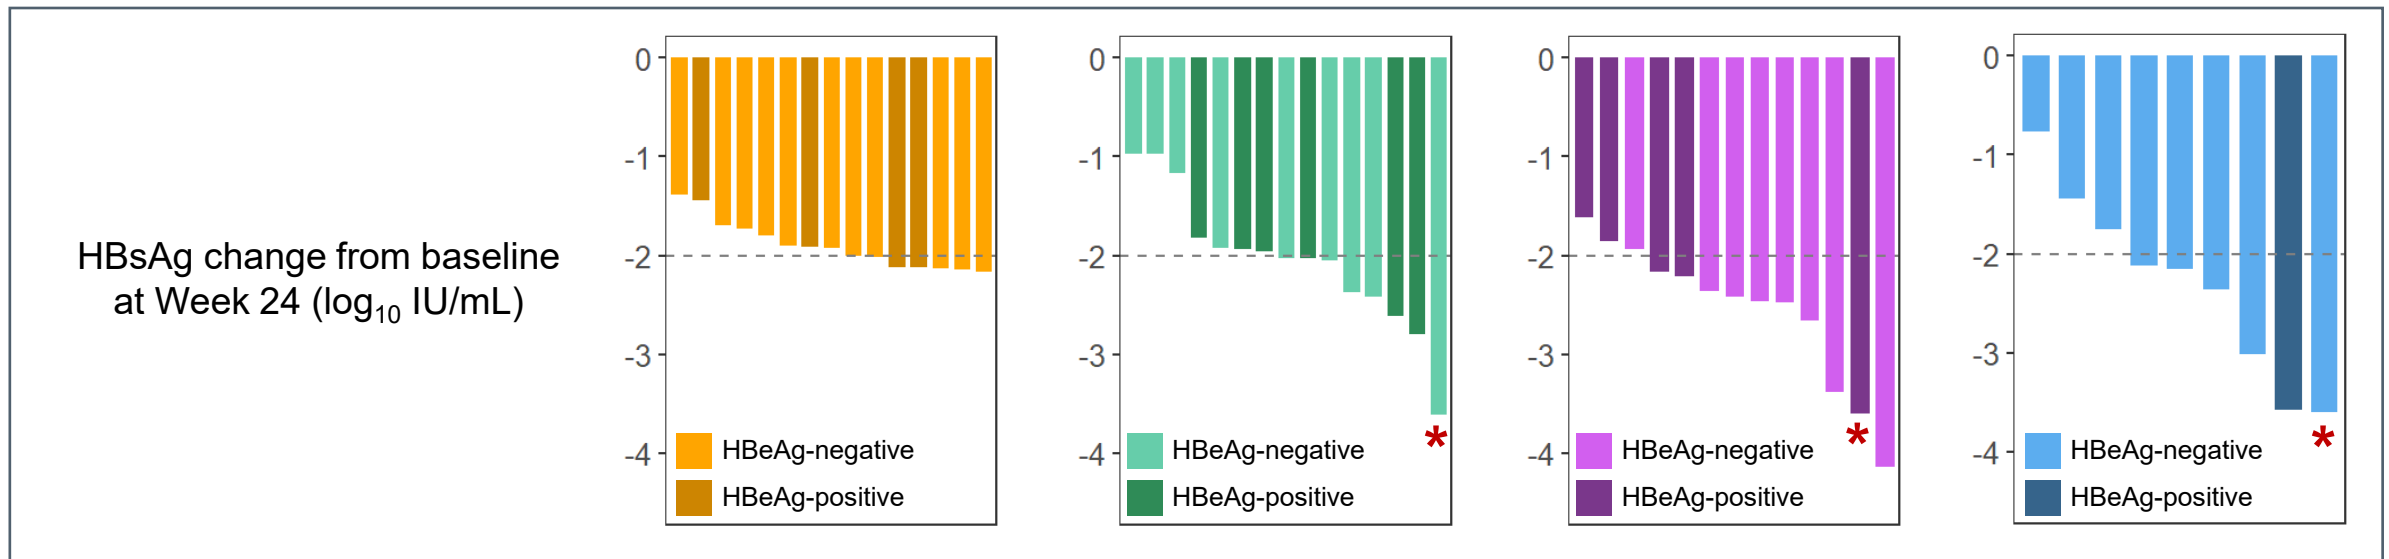 HBsAg change from baseline
at Week 24 (log₁₀ IU/mL)
0
-1
-2
-3
-4
HBeAg-negative
HBeAg-positive
0
-1
-2
-3
-4
*
HBeAg-negative
HBeAg-positive
0
-1
-2
-3
-4
*
HBeAg-negative
HBeAg-positive
0
-1
-2
-3
-4
*
HBeAg-negative
HBeAg-positive